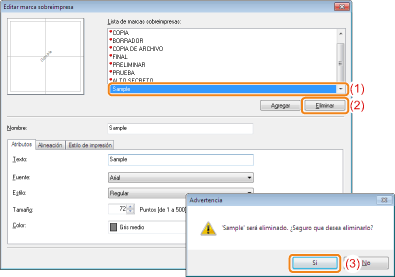 Editar marca sobreimpresa
Lista de marcas sobreimpresas:
COPIA
BORRADOR
COPIA DE ARCHIVO
FINAL
PRELIMINAR
PRUEBA
ALTO SECRETO
Sample
(1)
Agregar
Eliminar
(2)
Nombre:
Sample
Atributos
Alineación
Estilo de impresión
Texto:
Sample
Fuente:
Arial
Estilo:
Regular
Tamaño:
72
Puntos [de 1 a 500]
Color:
Gris medio
Advertencia
'Sample' será eliminado. ¿Seguro que desea eliminarlo?
Sí
(3)
No